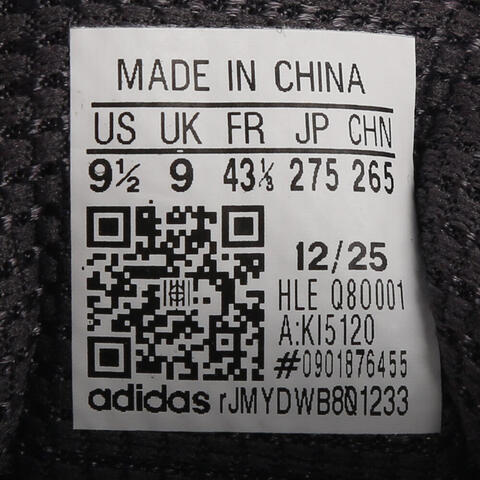 MADE IN CHINA
US UK FR JP CHN
9½ 9 43⅓ 275 265
12/25
HLE Q80001
A:KI5120
#0901876455
adidas rJMYDWB8Q1233